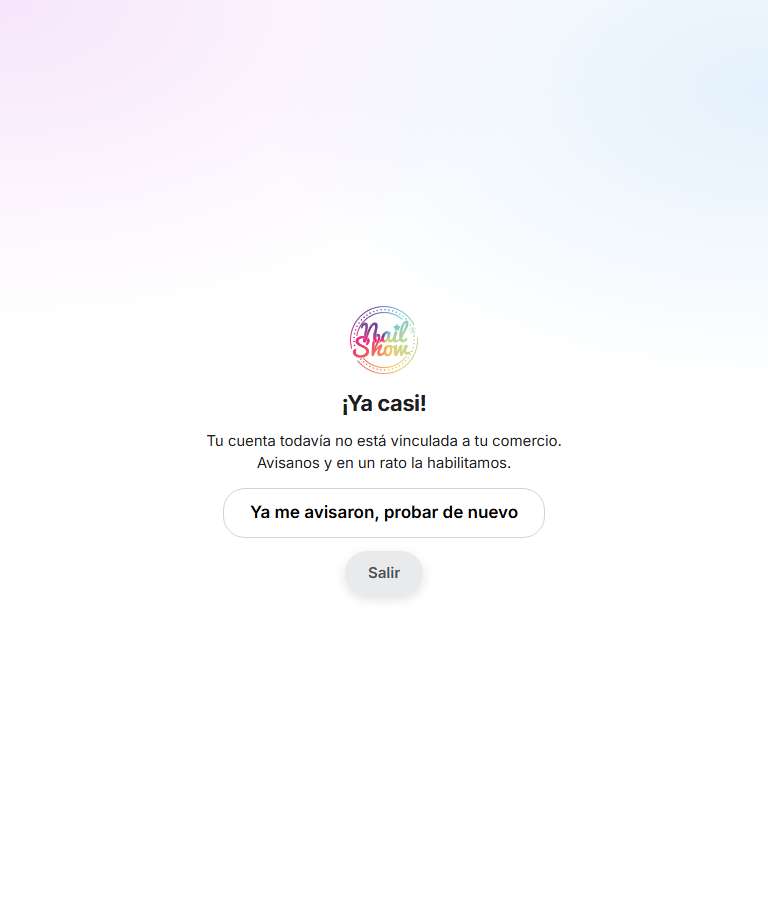 Nail
Show
¡Ya casi!
Tu cuenta todavía no está vinculada a tu comercio.
Avisanos y en un rato la habilitamos.
Ya me avisaron, probar de nuevo
Salir